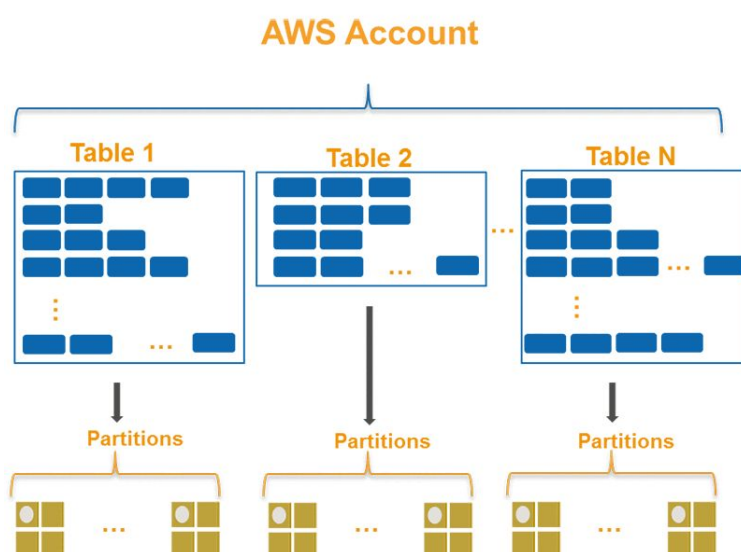 AWS Account
Table 1
Table 2
Table N
...
...
...
...
Partitions
Partitions
Partitions
...
...
...